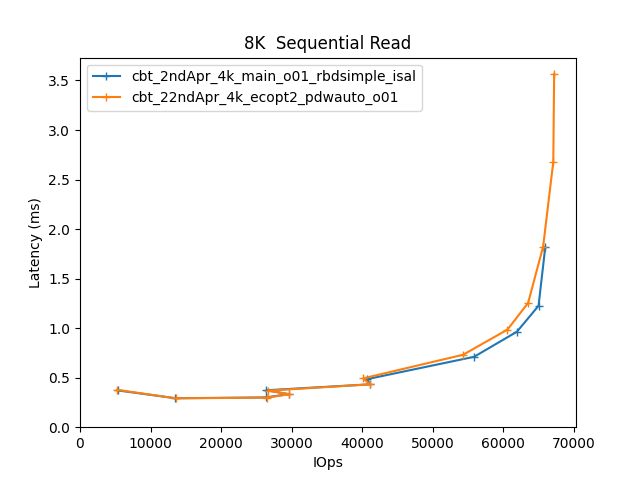 8K  Sequential Read
cbt_2ndApr_4k_main_o01_rbdsimple_isal
cbt_22ndApr_4k_ecopt2_pdwauto_o01
Latency (ms)
3.5
3.0
2.5
2.0
1.5
1.0
0.5
0.0
0 10000 20000 30000 40000 50000 60000 70000
IOps